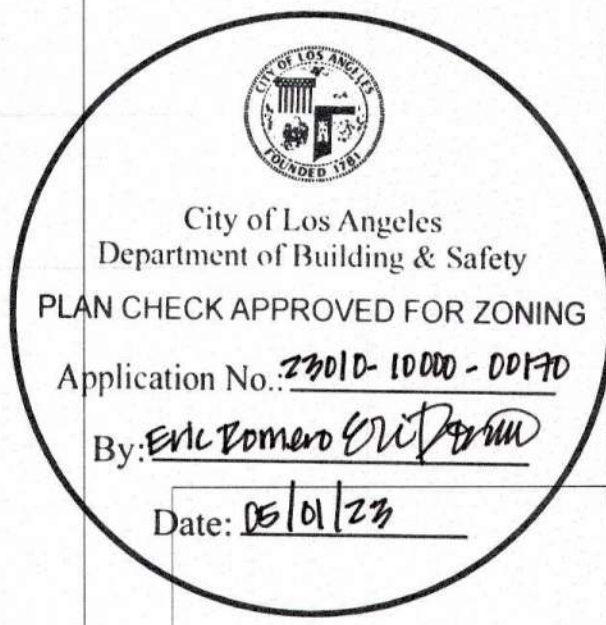 CITY OF LOS ANGELES
FOUNDED 1781
City of Los Angeles
Department of Building & Safety
PLAN CHECK APPROVED FOR ZONING
Application No.: 23010-10000-00170
By: Eric Romero
Date: 05/01/23